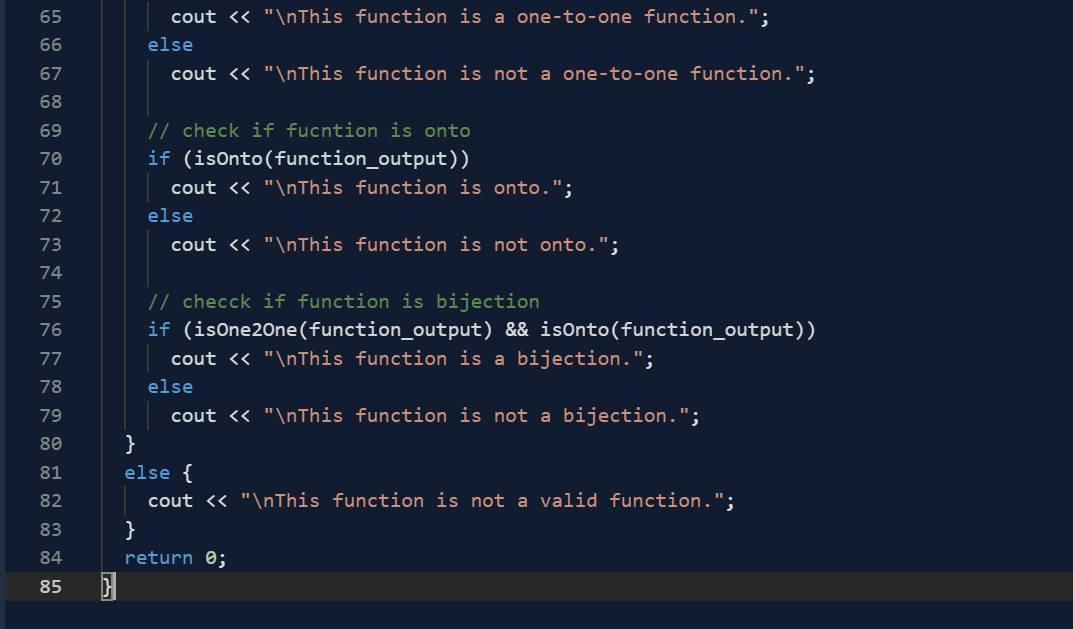 65 cout << "\nThis function is a one-to-one function.";
66 else
67 cout << "\nThis function is not a one-to-one function.";
68
69 // check if fucntion is onto
70 if (isOnto(function_output))
71 cout << "\nThis function is onto.";
72 else
73 cout << "\nThis function is not onto.";
74
75 // checck if function is bijection
76 if (isOne2One(function_output) && isOnto(function_output))
77 cout << "\nThis function is a bijection.";
78 else
79 cout << "\nThis function is not a bijection.";
80 }
81 else {
82 cout << "\nThis function is not a valid function.";
83 }
84 return 0;
85 }